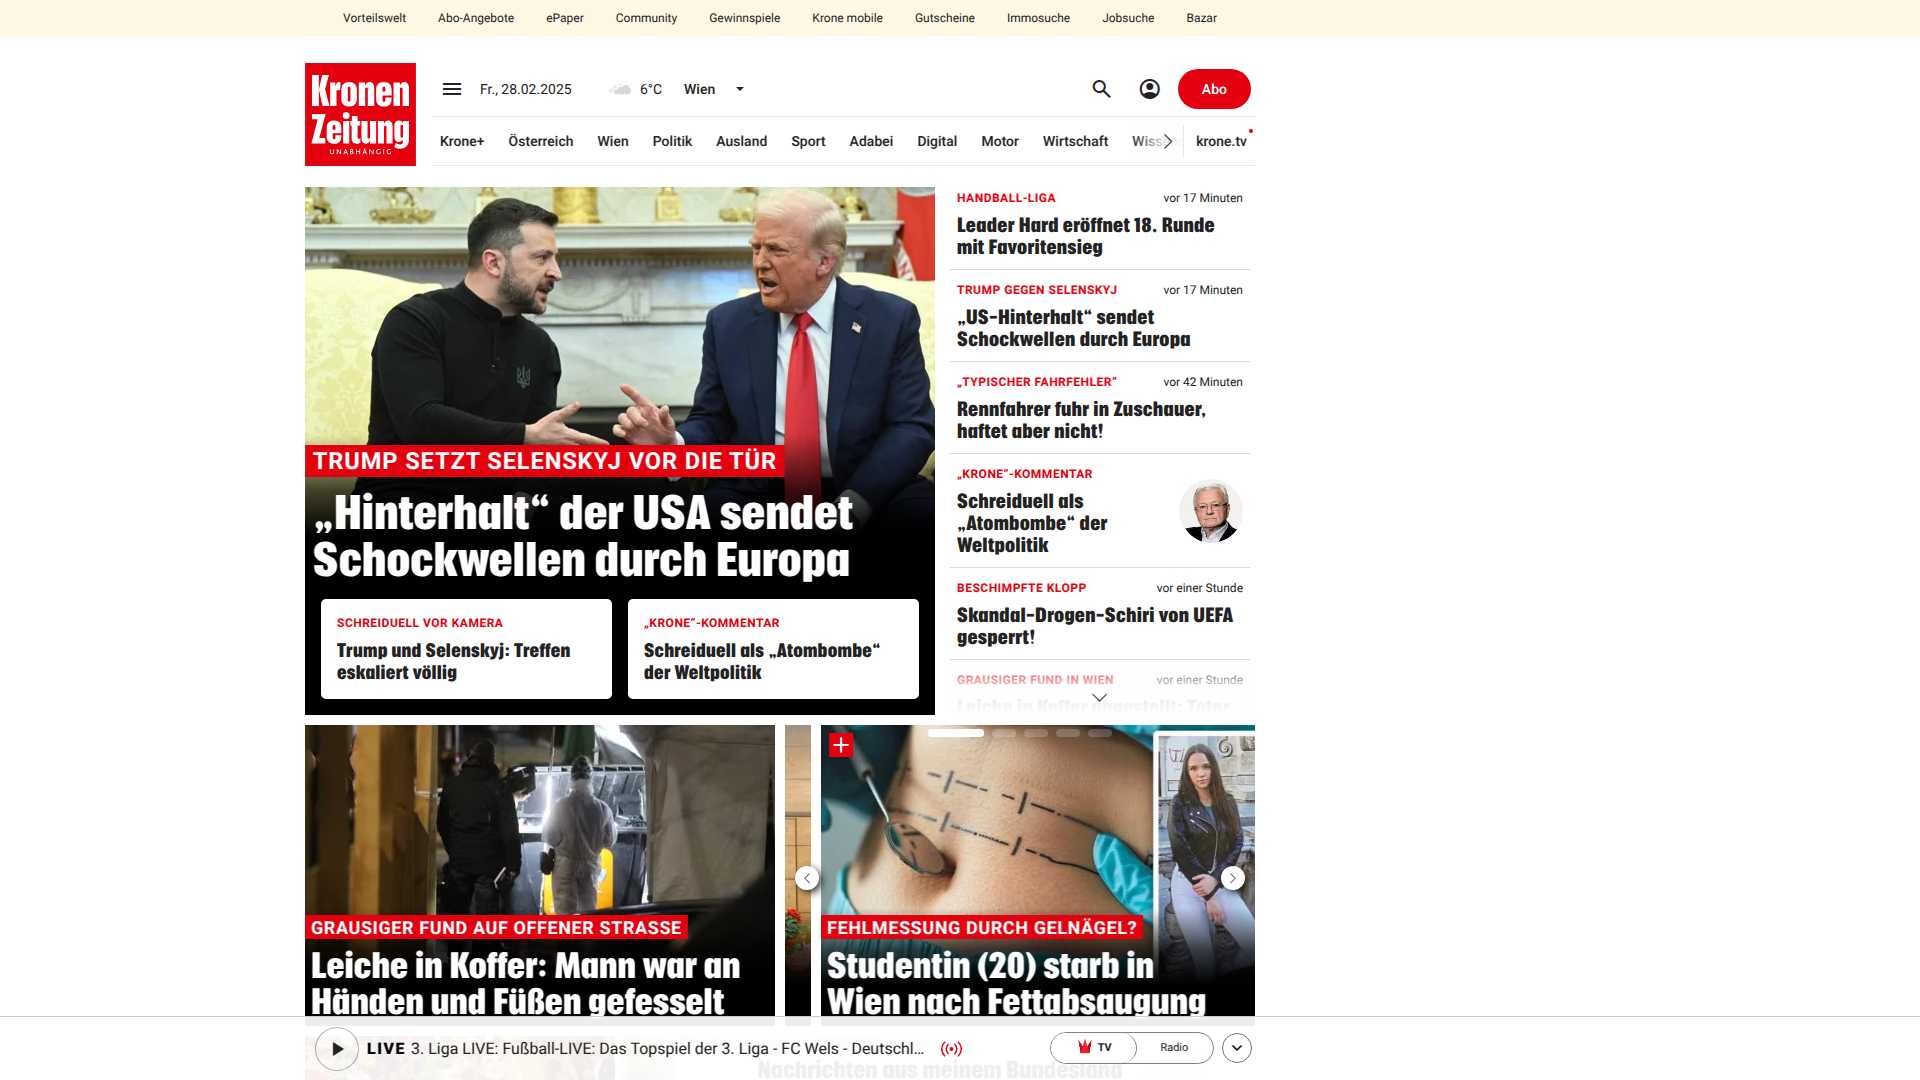 Vorteilswelt Abo-Angebote ePaper Community Gewinnspiele Krone mobile Gutscheine Immosuche Jobsuche Bazar
Kronen
Zeitung
UNABHÄNGIG
Fr., 28.02.2025 6°C Wien
Abo
Krone+ Österreich Wien Politik Ausland Sport Adabei Digital Motor Wirtschaft krone.tv
TRUMP SETZT SELENSKYJ VOR DIE TÜR
„Hinterhalt“ der USA sendet
Schockwellen durch Europa
SCHREIDUELL VOR KAMERA
Trump und Selenskyj: Treffen
eskaliert völlig
„KRONE“-KOMMENTAR
Schreiduell als „Atombombe“
der Weltpolitik
HANDBALL-LIGA vor 17 Minuten
Leader Hard eröffnet 18. Runde
mit Favoritensieg
TRUMP GEGEN SELENSKYJ vor 17 Minuten
„US-Hinterhalt“ sendet
Schockwellen durch Europa
„TYPISCHER FAHRFEHLER“ vor 42 Minuten
Rennfahrer fuhr in Zuschauer,
haftet aber nicht!
„KRONE“-KOMMENTAR
Schreiduell als
„Atombombe“ der
Weltpolitik
BESCHIMPFTE KLOPP vor einer Stunde
Skandal-Drogen-Schiri von UEFA
gesperrt!
GRAUSIGER FUND IN WIEN vor einer Stunde
Leiche in Koffer abgestellt: Toter
GRAUSIGER FUND AUF OFFENER STRASSE
Leiche in Koffer: Mann war an
Händen und Füßen gefesselt
FEHLMESSUNG DURCH GELNÄGEL?
Studentin (20) starb in
Wien nach Fettabsaugung
LIVE 3. Liga LIVE: Fußball-LIVE: Das Topspiel der 3. Liga - FC Wels - Deutschl...
TV Radio
Nachrichten aus meinem Bundesland